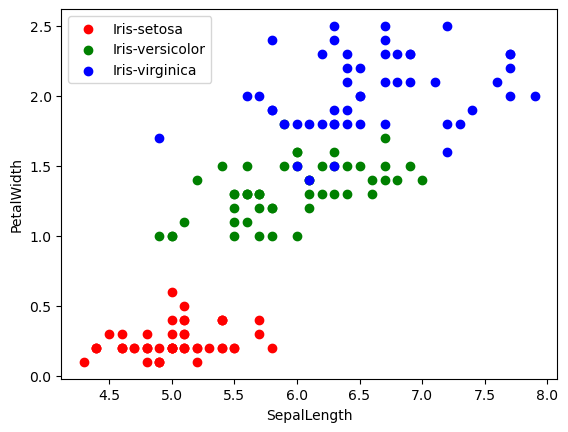 Iris-setosa
Iris-versicolor
Iris-virginica
2.5
2.0
1.5
1.0
0.5
0.0
PetalWidth
4.5 5.0 5.5 6.0 6.5 7.0 7.5 8.0
SepalLength